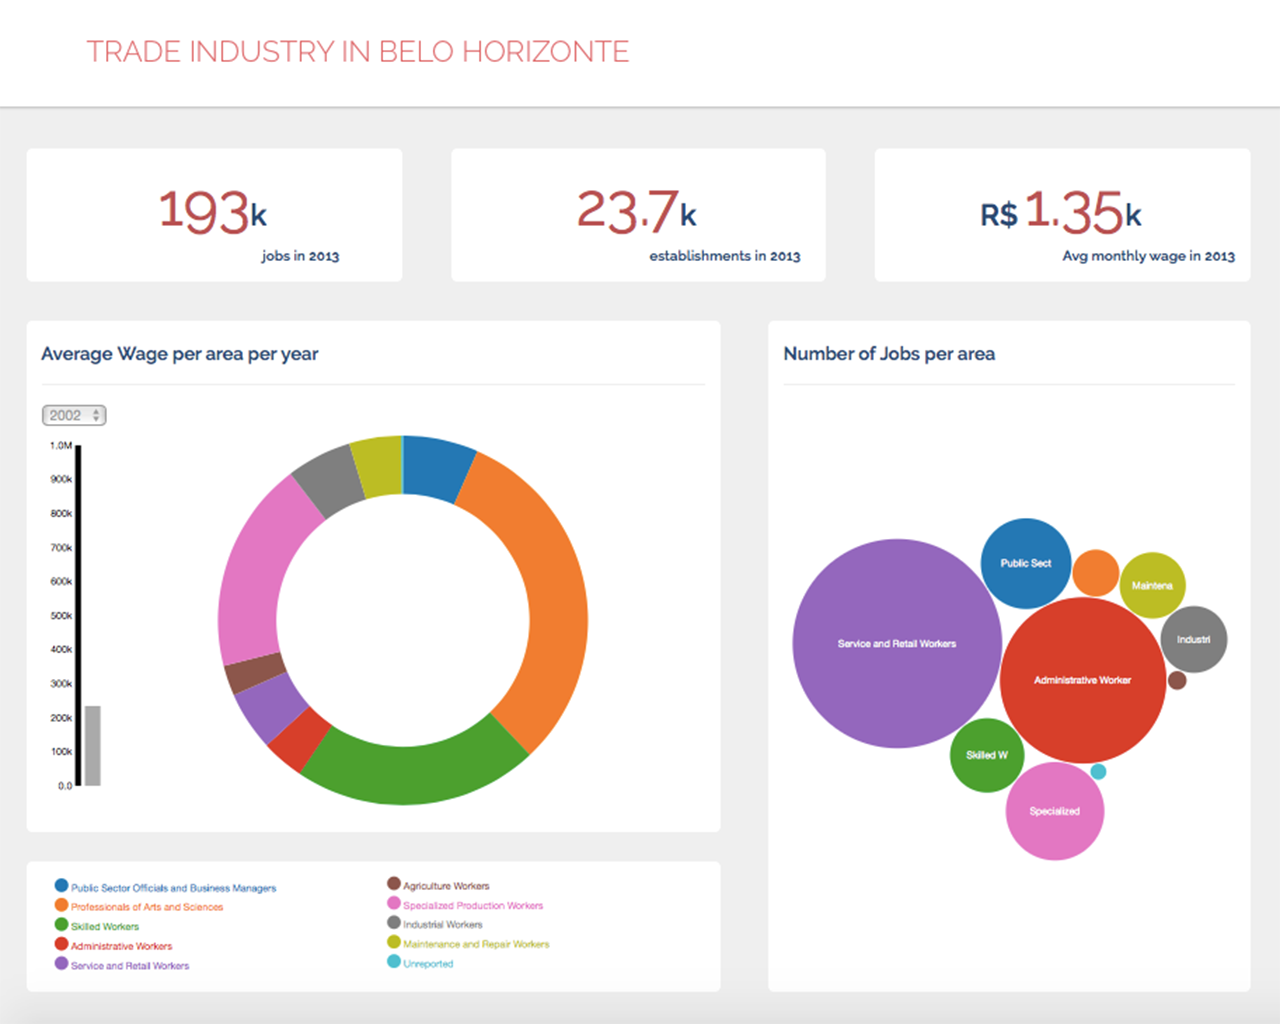 TRADE INDUSTRY IN BELO HORIZONTE
193k
jobs in 2013
23.7k
establishments in 2013
R$ 1.35k
Avg monthly wage in 2013
Average Wage per area per year
2002
1.0M
900k
800k
700k
600k
500k
400k
300k
200k
100k
0.0
Public Sector Officials and Business Managers
Professionals of Arts and Sciences
Skilled Workers
Administrative Workers
Service and Retail Workers
Agriculture Workers
Specialized Production Workers
Industrial Workers
Maintenance and Repair Workers
Unreported
Number of Jobs per area
Public Sect
Maintena
Industri
Service and Retail Workers
Administrative Worker
Skilled W
Specialized